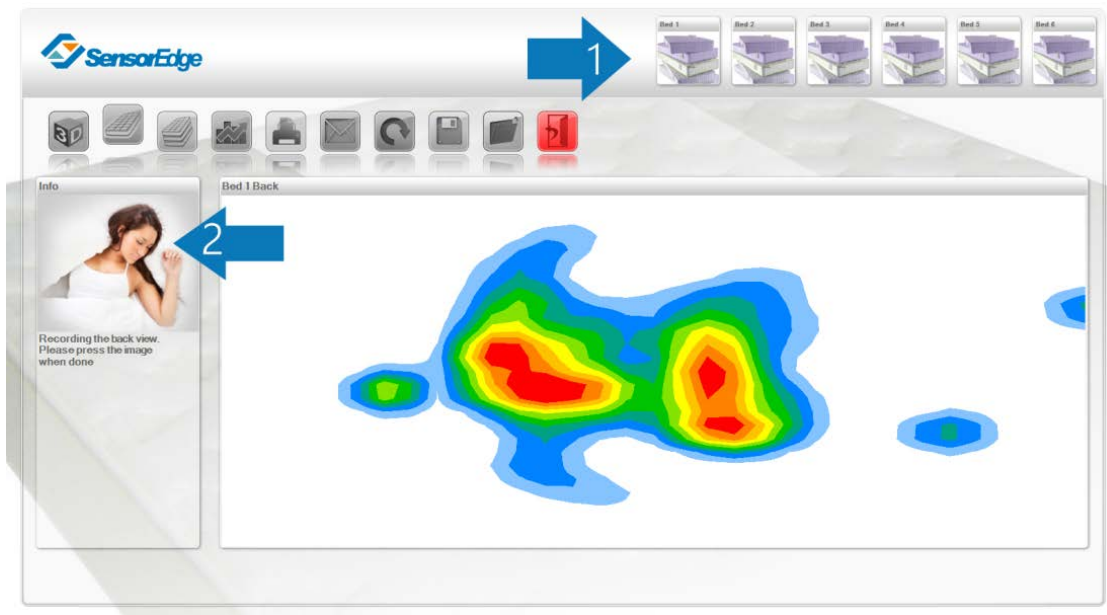 SensorEdge
1
Bed 1
Bed 2
Bed 3
Bed 4
Bed 5
Bed 6
3D
Info
Bed 1 Back
2
Recording the back view.
Please press the image
when done